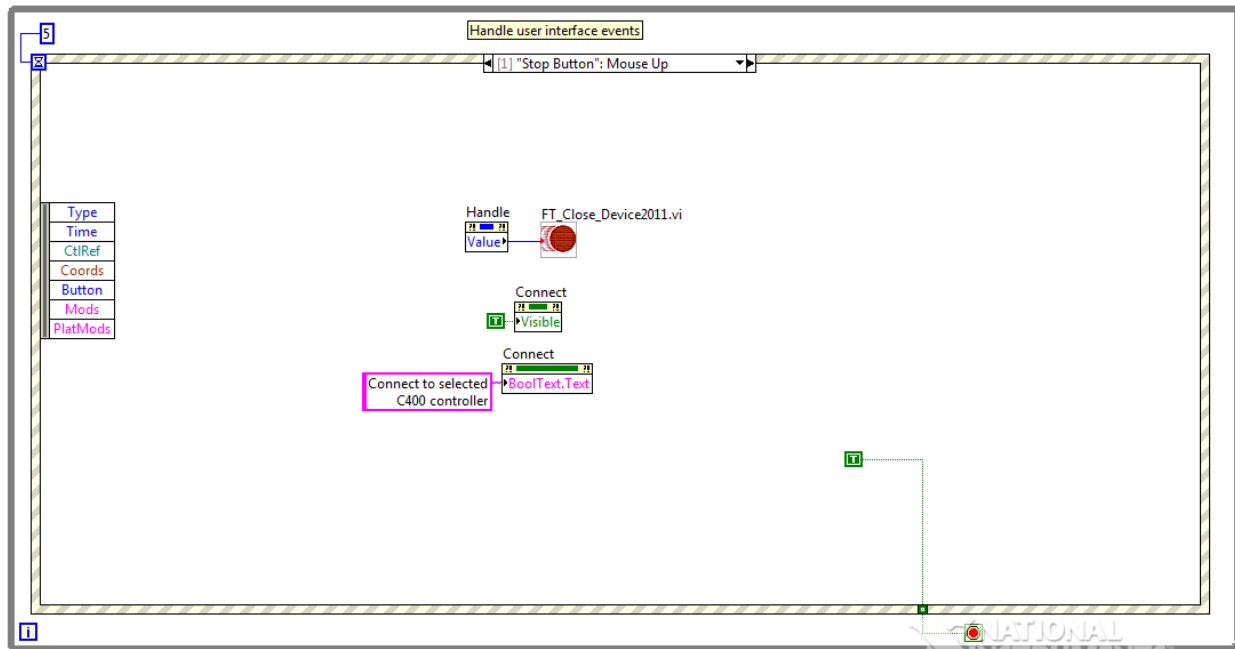 5
Handle user interface events
[1] "Stop Button": Mouse Up
Type
Time
CtlRef
Coords
Button
Mods
PlatMods
Handle
Value
FT_Close_Device2011.vi
Connect
T
Visible
Connect
Connect to selected
C400 controller
BoolText.Text
T
i
NATIONAL